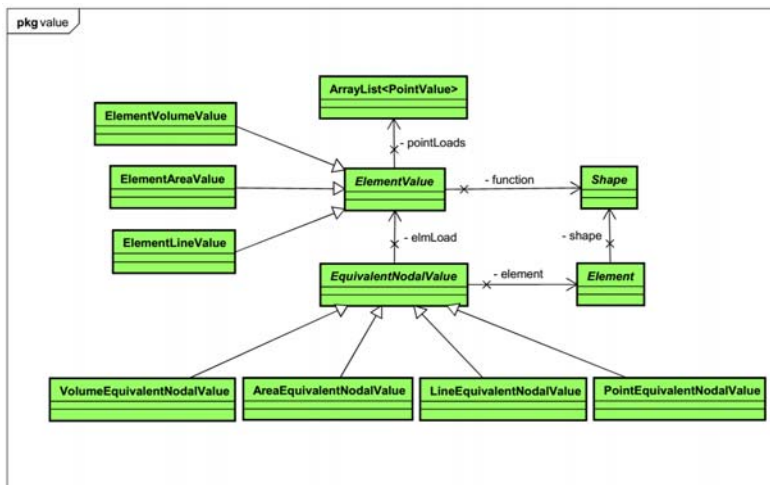 pkg value
ArrayList<PointValue>
ElementVolumeValue
- pointLoads
ElementAreaValue
ElementValue
- function
Shape
ElementLineValue
- elmLoad
- shape
EquivalentNodalValue
- element
Element
VolumeEquivalentNodalValue
AreaEquivalentNodalValue
LineEquivalentNodalValue
PointEquivalentNodalValue